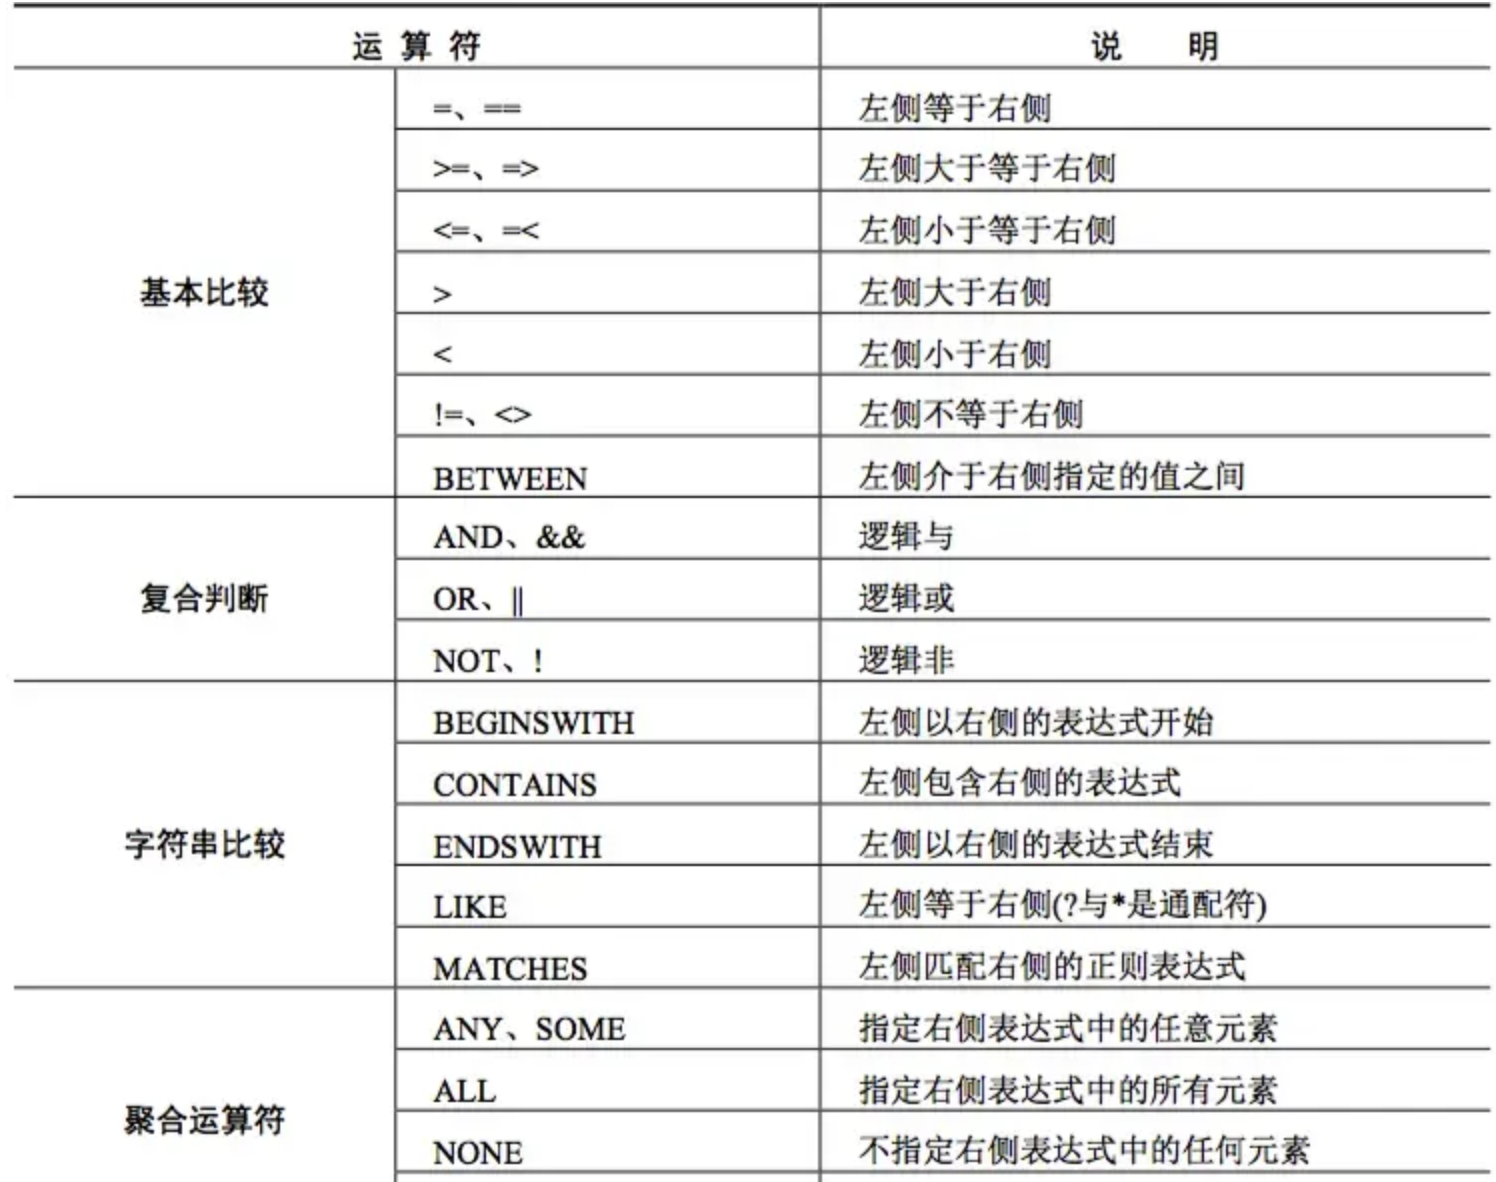 运 算 符 说 明
基本比较
=、== 左侧等于右侧
>=、=> 左侧大于等于右侧
<=、=< 左侧小于等于右侧
> 左侧大于右侧
< 左侧小于右侧
!=、<> 左侧不等于右侧
BETWEEN 左侧介于右侧指定的值之间
复合判断
AND、&& 逻辑与
OR、|| 逻辑或
NOT、! 逻辑非
字符串比较
BEGINSWITH 左侧以右侧的表达式开始
CONTAINS 左侧包含右侧的表达式
ENDSWITH 左侧以右侧的表达式结束
LIKE 左侧等于右侧(?与*是通配符)
MATCHES 左侧匹配右侧的正则表达式
聚合运算符
ANY、SOME 指定右侧表达式中的任意元素
ALL 指定右侧表达式中的所有元素
NONE 不指定右侧表达式中的任何元素